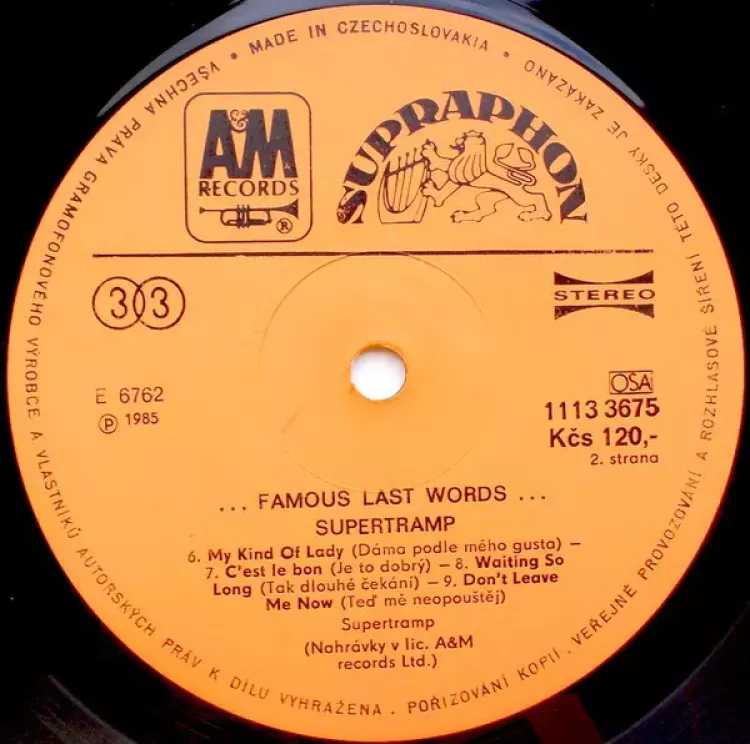 VŠECHNA PRÁVA GRAMOFONOVÉHO VÝROBCE A VLASTNÍKŮ AUTORSKÝCH PRÁV K DÍLU VYHRAŽENA. POŘIZOVÁNÍ KOPIÍ, VEŘEJNÉ PROVOZOVÁNÍ A ROZHLASOVÉ ŠÍŘENÍ TÉTO DESKY JE ZAKÁZÁNO • MADE IN CZECHOSLOVAKIA •
A&M
RECORDS
®
SUPRAPHON
33
STEREO
E 6762
Ⓟ 1985
OSA
1113 3675
Kčs 120,-
2. strana
... FAMOUS LAST WORDS ...
SUPERTRAMP
6. My Kind Of Lady (Dáma podle mého gusta) –
7. C'est le bon (Je to dobrý) – 8. Waiting So
Long (Tak dlouhé čekání) – 9. Don't Leave
Me Now (Teď mě neopouštěj)
Supertramp
(Nahrávky v lic. A&M
records Ltd.)